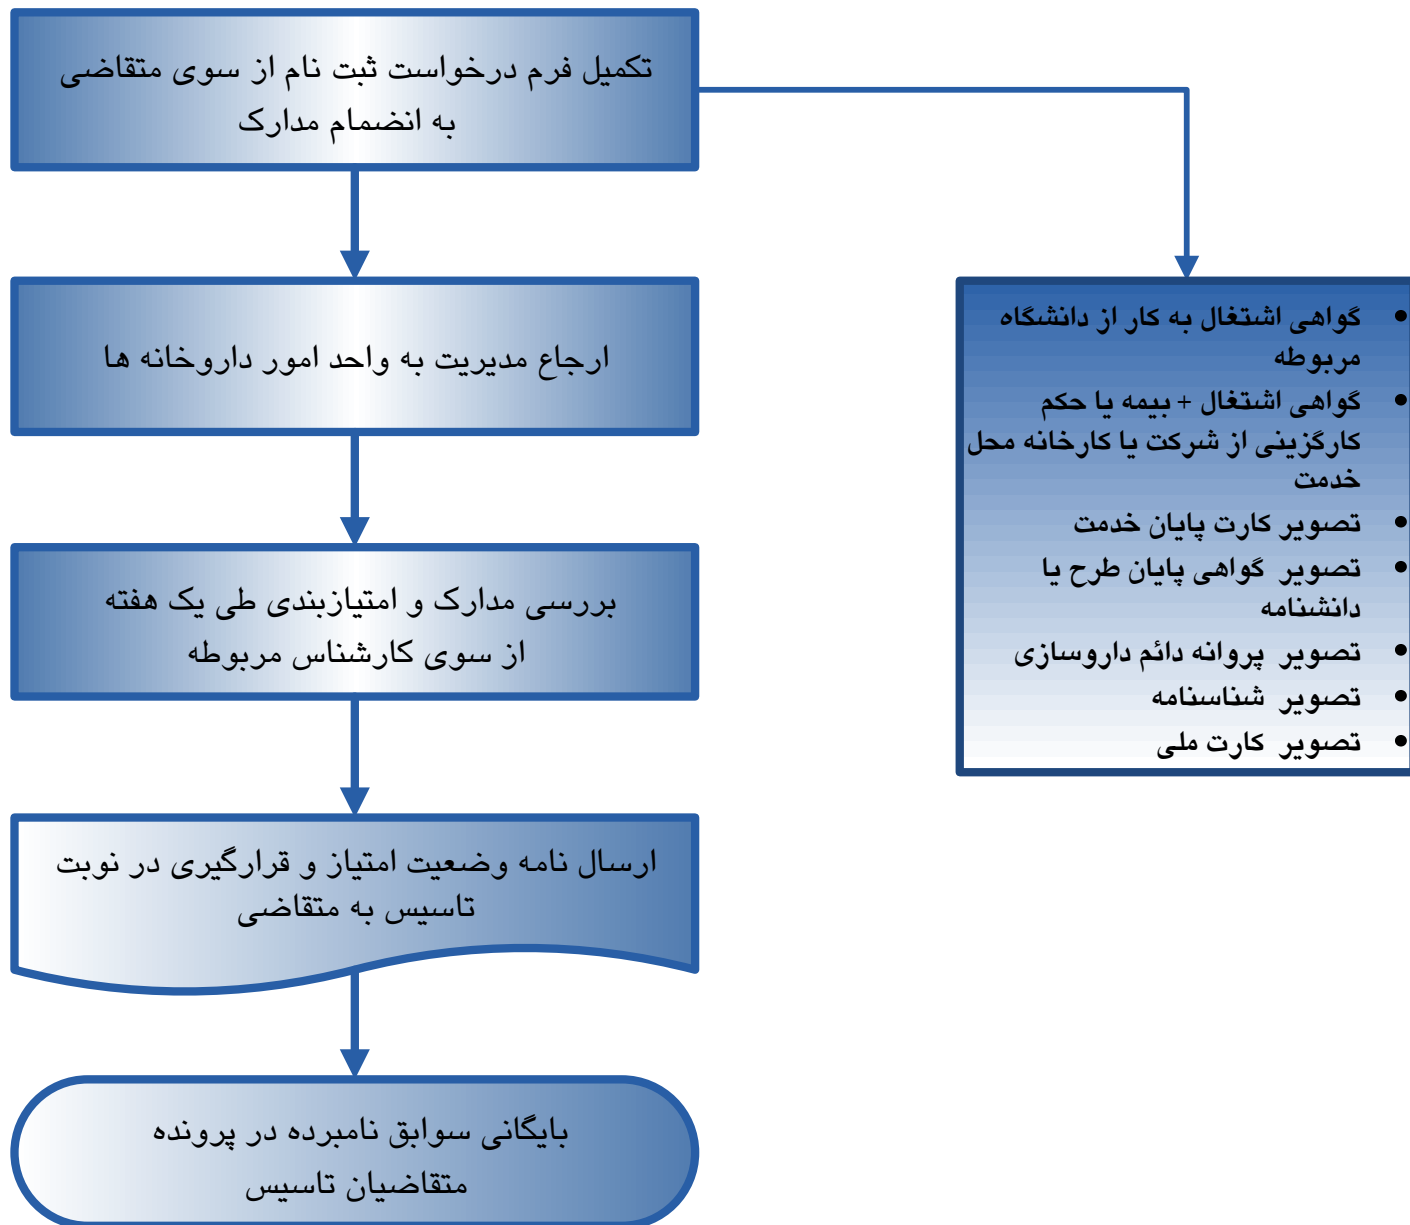 تکمیل فرم درخواست ثبت نام از سوی متقاضی
به انضمام مدارک
ارجاع مدیریت به واحد امور داروخانه ها
بررسی مدارک و امتیازبندی طی یک هفته
از سوی کارشناس مربوطه
ارسال نامه وضعیت امتیاز و قرارگیری در نوبت
تاسیس به متقاضی
بایگانی سوابق نامبرده در پرونده
متقاضیان تاسیس
• گواهی اشتغال به کار از دانشگاه
مربوطه
• گواهی اشتغال + بیمه یا حکم
کارگزینی از شرکت یا کارخانه محل
خدمت
• تصویر کارت پایان خدمت
• تصویر گواهی پایان طرح یا
دانشنامه
• تصویر پروانه دائم داروسازی
• تصویر شناسنامه
• تصویر کارت ملی